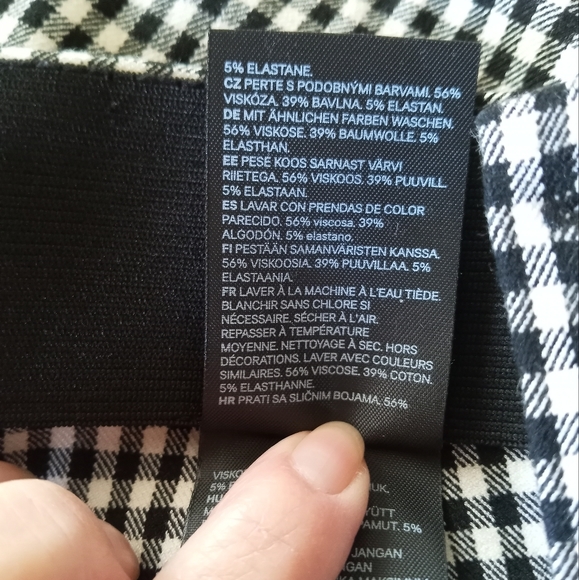 5% ELASTANE.
CZ PERTE S PODOBNÝMI BARVAMI. 56%
VISKÓZA. 39% BAVLNA. 5% ELASTAN.
DE MIT ÄHNLICHEN FARBEN WASCHEN.
56% VISKOSE. 39% BAUMWOLLE. 5%
ELASTHAN.
EE PESE KOOS SARNAST VÄRVI
RIIETEGA. 56% VISKOOS. 39% PUUVILL.
5% ELASTAAN.
ES LAVAR CON PRENDAS DE COLOR
PARECIDO. 56% viscosa. 39%
ALGODÓN. 5% elastano.
FI PESTÄÄN SAMANVÄRISTEN KANSSA.
56% VISKOOSIA. 39% PUUVILLAA. 5%
ELASTAANIA.
FR LAVER À LA MACHINE À L'EAU TIÈDE.
BLANCHIR SANS CHLORE SI
NÉCESSAIRE. SÉCHER À L'AIR.
REPASSER À TEMPÉRATURE
MOYENNE. NETTOYAGE À SEC. HORS
DÉCORATIONS. LAVER AVEC COULEURS
SIMILAIRES. 56% VISCOSE. 39% COTON.
5% ELASTHANNE.
HR PRATI SA SLIČNIM BOJAMA. 56%
5%
HU
5%